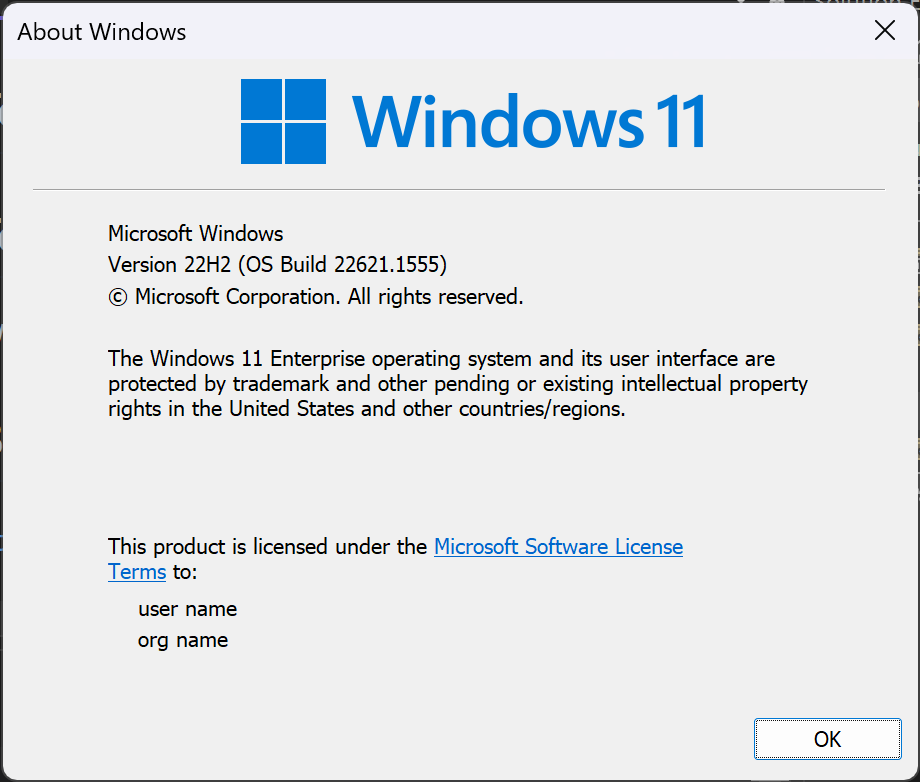 About Windows
Windows 11
Microsoft Windows
Version 22H2 (OS Build 22621.1555)
© Microsoft Corporation. All rights reserved.
The Windows 11 Enterprise operating system and its user interface are
protected by trademark and other pending or existing intellectual property
rights in the United States and other countries/regions.
This product is licensed under the Microsoft Software License
Terms to:
user name
org name
OK